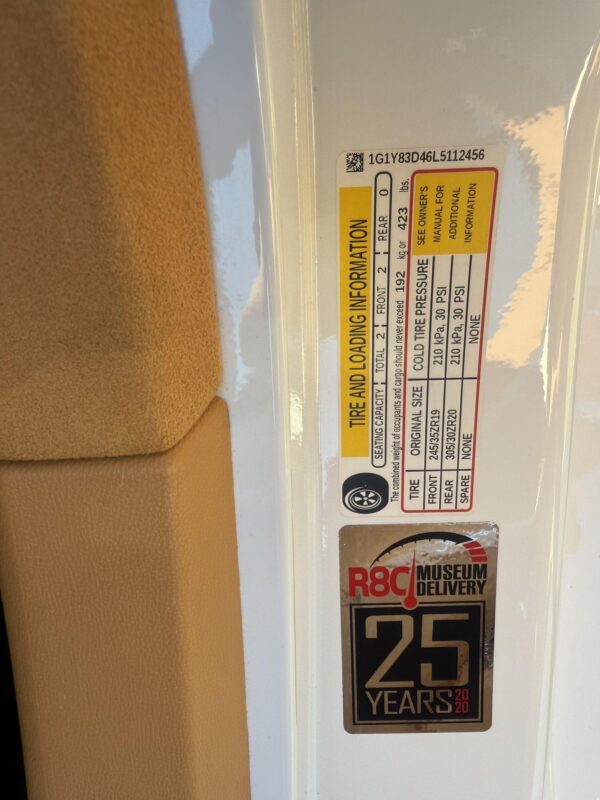 1G1Y83D46L5112456
TIRE AND LOADING INFORMATION
SEATING CAPACITY TOTAL 2 FRONT 2 REAR 0
The combined weight of occupants and cargo should never exceed 192 kg or 423 lbs.
TIRE ORIGINAL SIZE COLD TIRE PRESSURE
FRONT 245/35ZR19 210 kPa, 30 PSI
REAR 305/30ZR20 210 kPa, 30 PSI
SPARE NONE NONE
SEE OWNER'S
MANUAL FOR
ADDITIONAL
INFORMATION
R8C MUSEUM
DELIVERY
25
YEARS 20
20